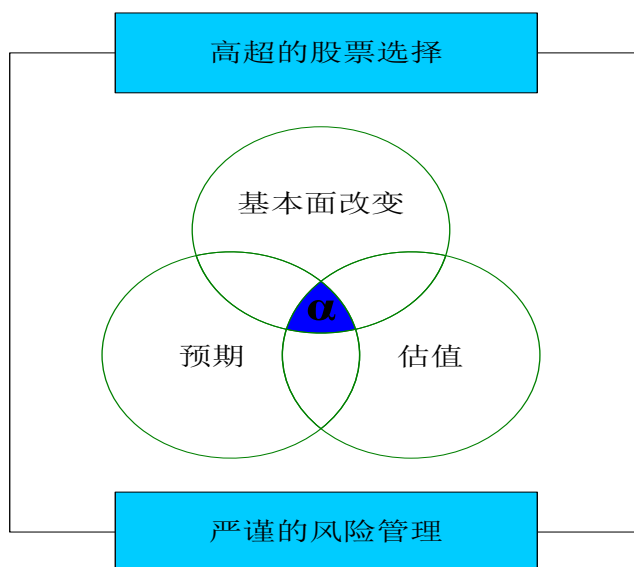 高超的股票选择
基本面改变
α
预期
估值
严谨的风险管理